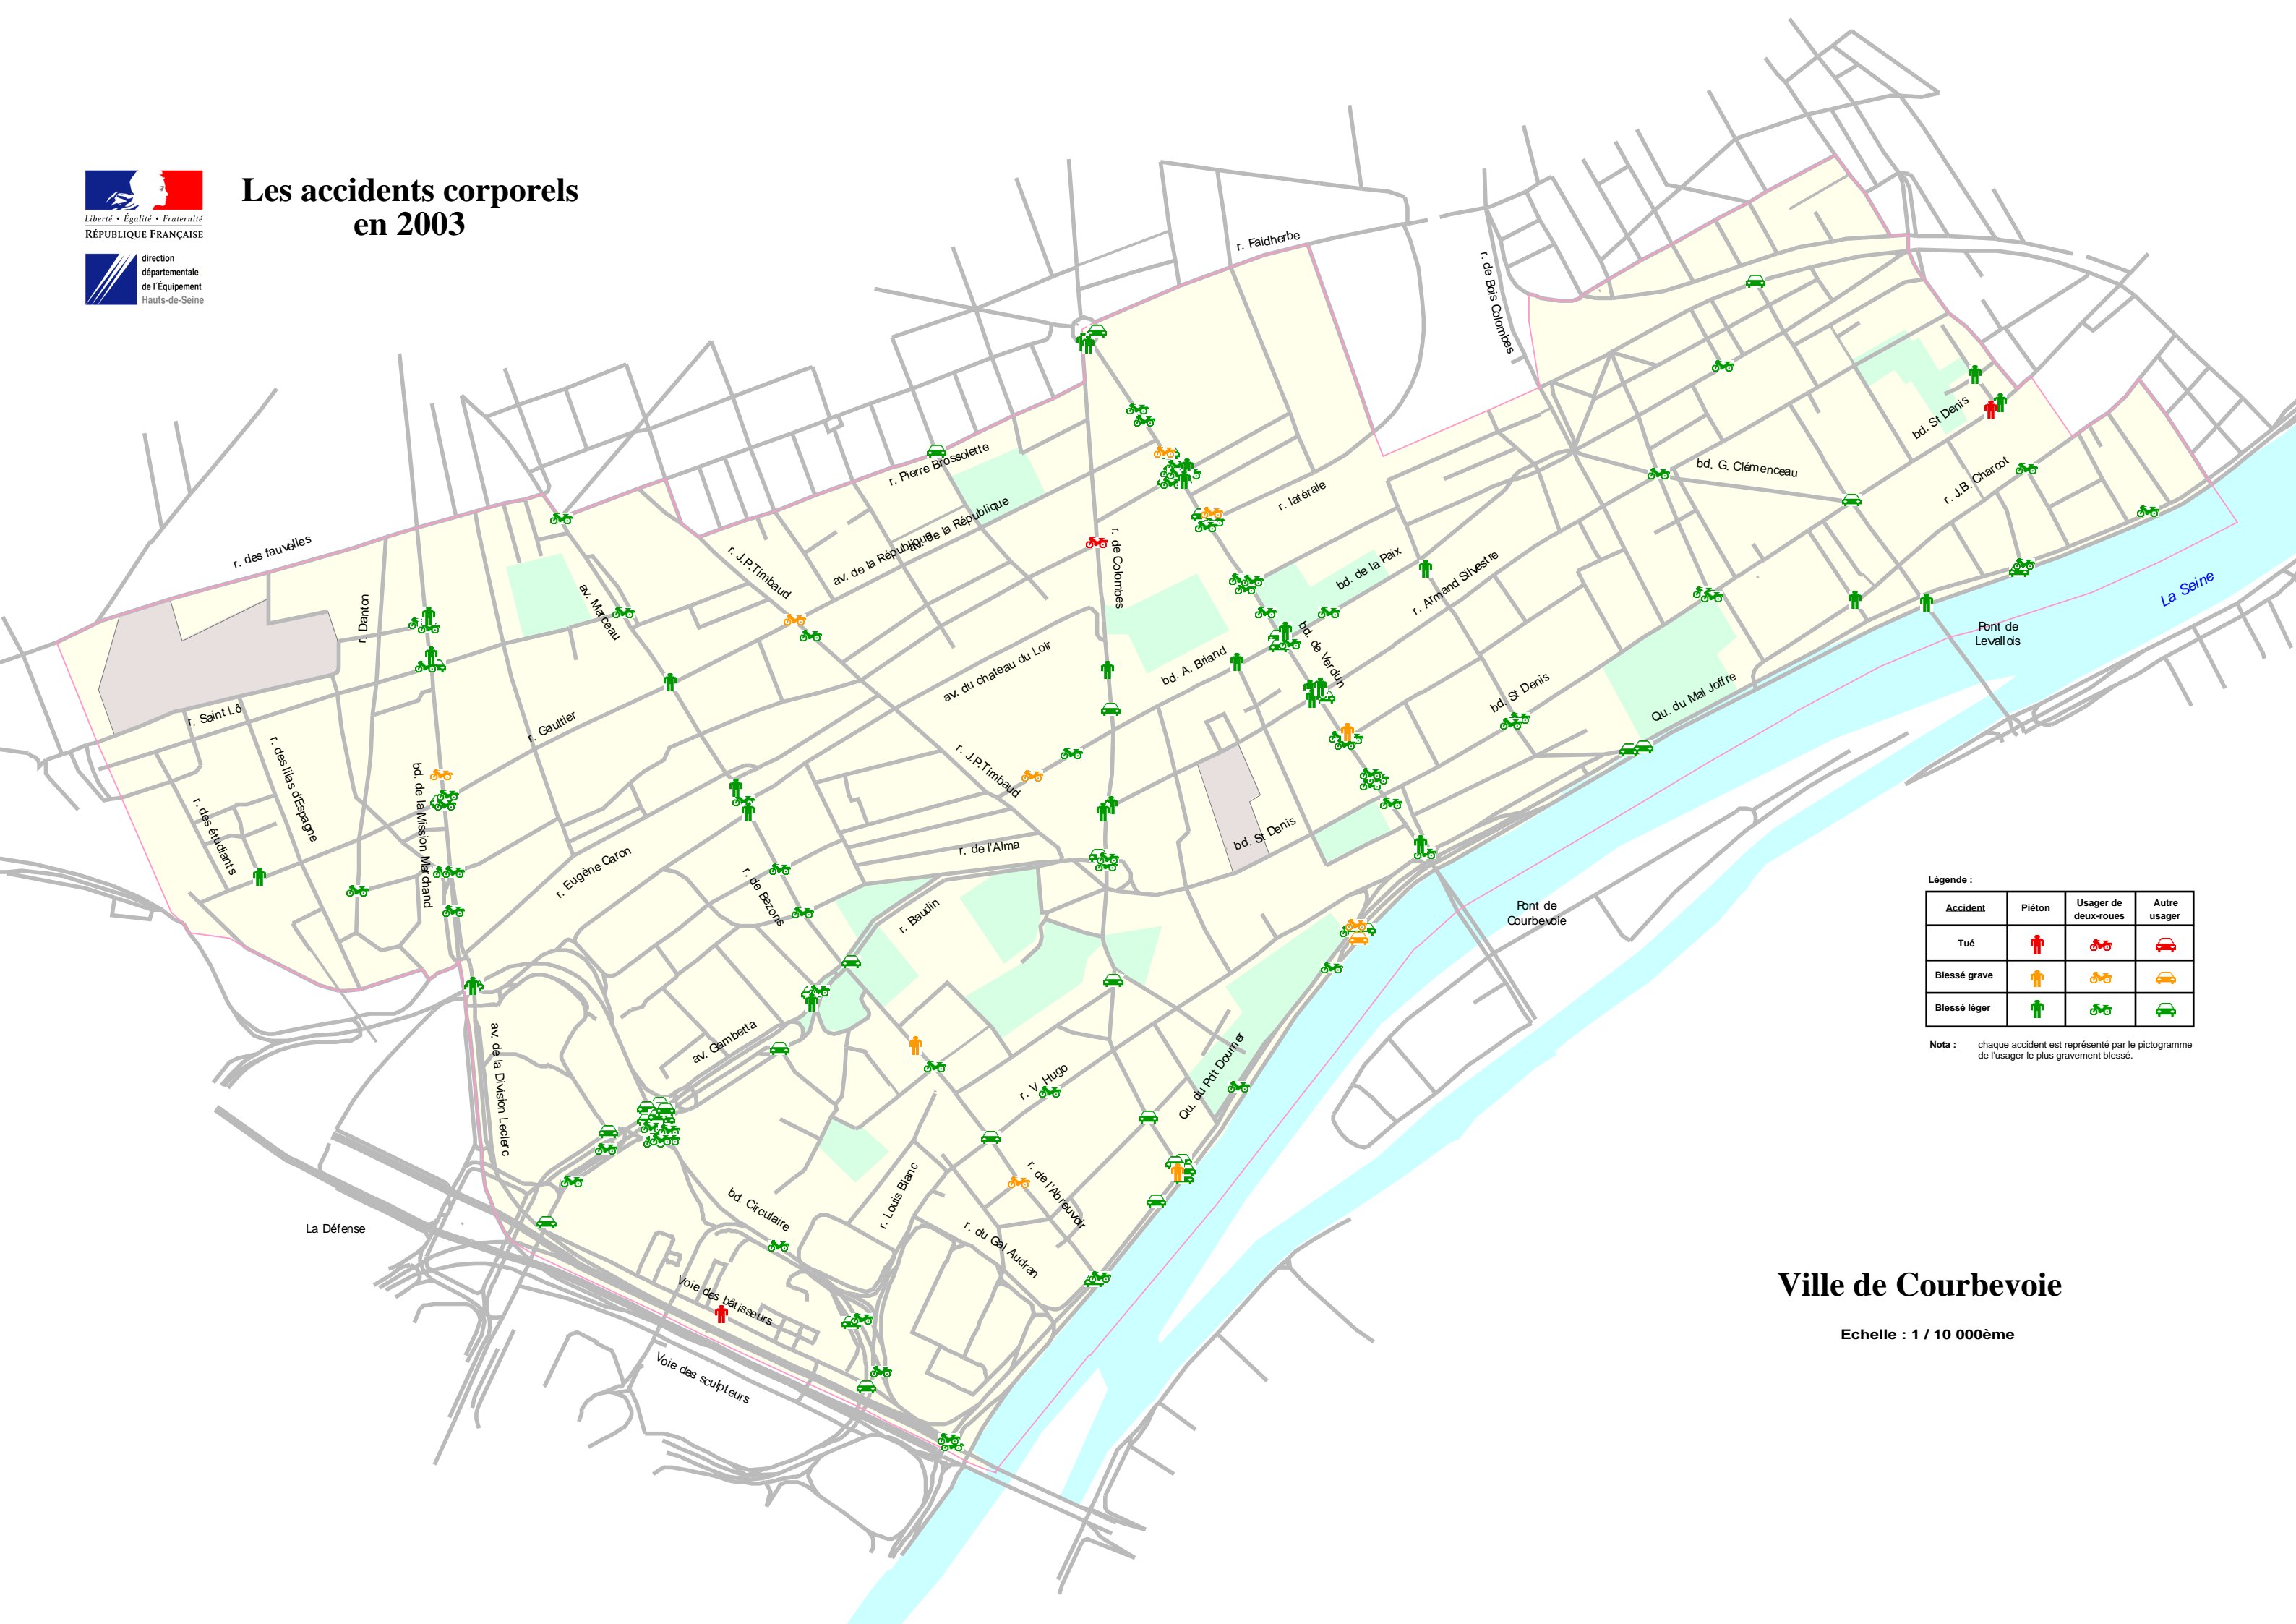 Liberté • Égalité • Fraternité
RÉPUBLIQUE FRANÇAISE
direction
départementale
de l'Équipement
Hauts-de-Seine
Les accidents corporels
en 2003
r. Faidherbe
r. de Bois Colombes
r. Pierre Brossolette
bd. St Denis
bd. G. Clémenceau
r. J.B. Charcot
r. latérale
av. de la République
av. de la République
r. des fauvelles
r. J.P.Timbaud
r. de Colombes
bd. de la Paix
r. Armand Silvestre
av. Marceau
r. Danton
La Seine
Pont de
Levallois
bd. de Verdun
bd. A. Briand
av. du chateau du Loir
bd. St Denis
Qu. du Mal Joffre
r. Saint Lô
r. Gaultier
r. des lilas d'Espagne
r. J.P.Timbaud
bd. de la Mission Marchand
r. des étudiants
bd. St Denis
r. de l'Alma
r. Eugène Caron
r. de Bezons
r. Baudin
Pont de
Courbevoie
Légende :
Accident
Piéton
Usager de
deux-roues
Autre
usager
Tué
Blessé grave
Blessé léger
Nota :
chaque accident est représenté par le pictogramme
de l'usager le plus gravement blessé.
av. de la Division Leclerc
av. Gambetta
r. V. Hugo
Qu. du Pdt Doumer
r. de l'Abreuvoir
r. Louis Blanc
bd. Circulaire
r. du Gal Audran
La Défense
Voie des bâtisseurs
Voie des sculpteurs
Ville de Courbevoie
Echelle : 1 / 10 000ème